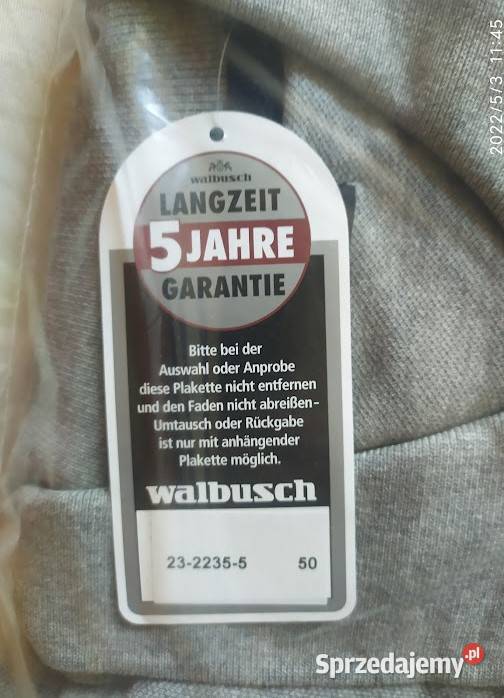 2022/5/3 11:45
walbusch
LANGZEIT
5 JAHRE
GARANTIE
Bitte bei der
Auswahl oder Anprobe
diese Plakette nicht entfernen
und den Faden nicht abreißen-
Umtausch oder Rückgabe
ist nur mit anhängender
Plakette möglich.
walbusch
23-2235-5 50
Sprzedajemy.pl